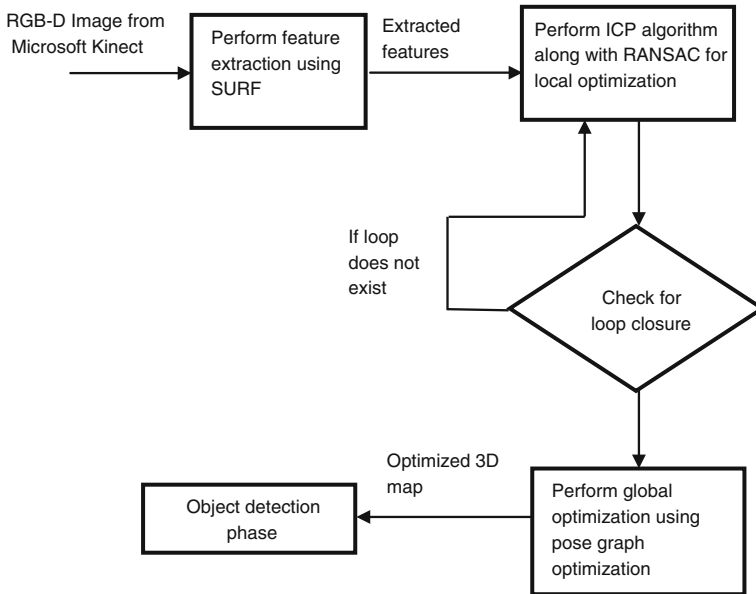 RGB-D Image from
Microsoft Kinect
Perform feature
extraction using
SURF
Extracted
features
Perform ICP algorithm
along with RANSAC for
local optimization
If loop
does not
exist
Check for
loop closure
Perform global
optimization using
pose graph
optimization
Optimized 3D
map
Object detection
phase